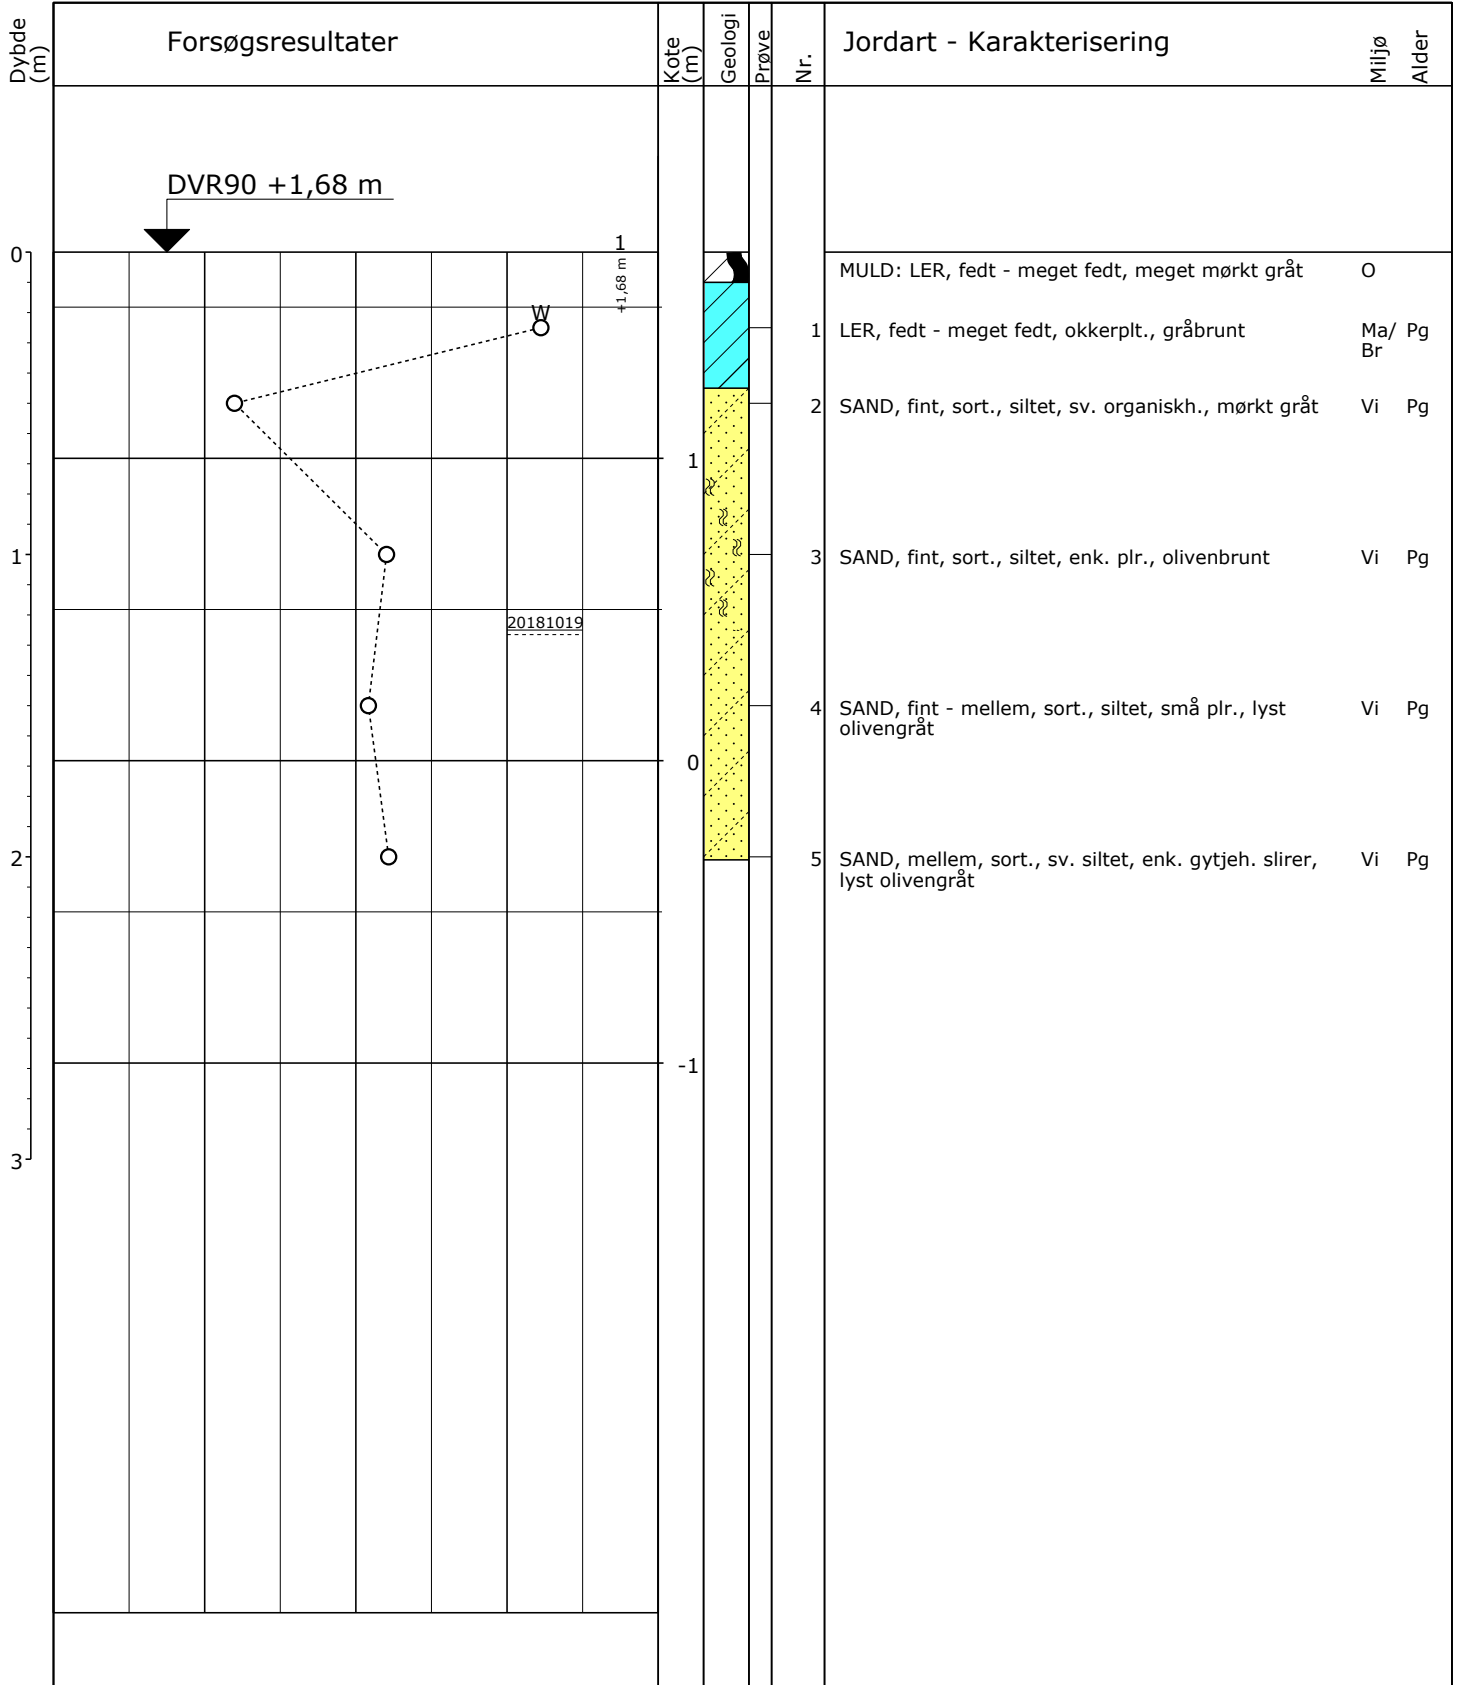 Dybde
(m)
Forsøgsresultater
Kote
(m)
Geologi
Prøve
Nr.
Jordart - Karakterisering
Miljø
Alder
DVR90 +1,68 m
1
+1,68 m
0
MULD: LER, fedt - meget fedt, meget mørkt gråt O
W
1 LER, fedt - meget fedt, okkerplt., gråbrunt Ma/ Pg
Br
2 SAND, fint, sort., siltet, sv. organiskh., mørkt gråt Vi Pg
1
1
3 SAND, fint, sort., siltet, enk. plr., olivenbrunt Vi Pg
20181019
4 SAND, fint - mellem, sort., siltet, små plr., lyst Vi Pg
olivengråt
0
2
5 SAND, mellem, sort., sv. siltet, enk. gytjeh. slirer, Vi Pg
lyst olivengråt
-1
3